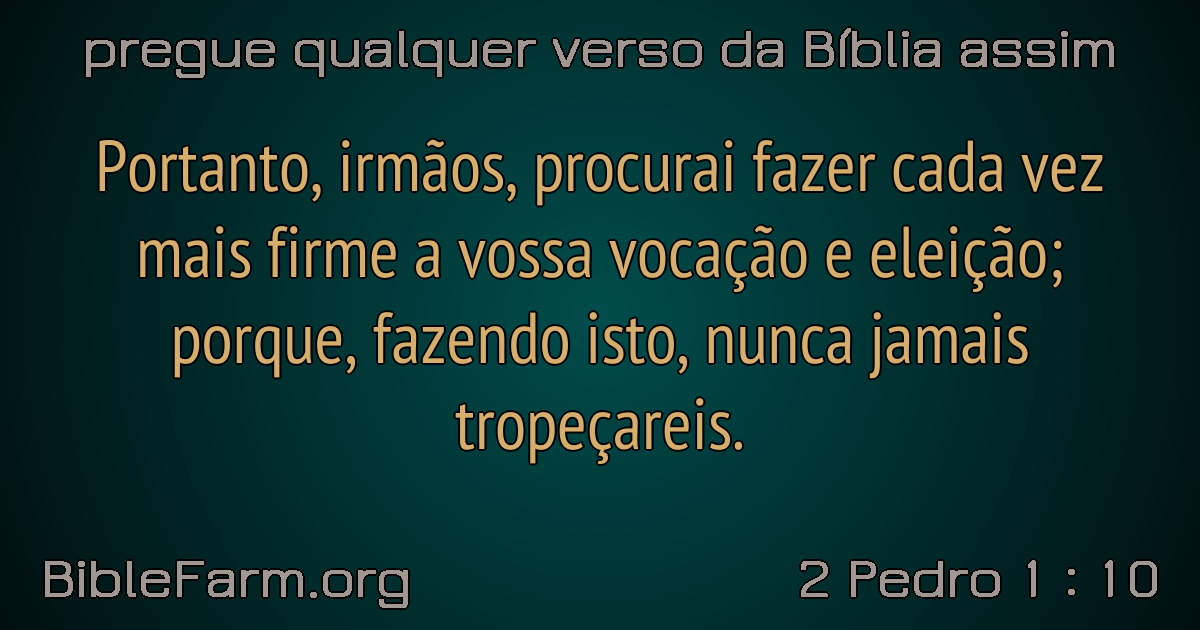 pregue qualquer verso da Bíblia assim
Portanto, irmãos, procurai fazer cada vez
mais firme a vossa vocação e eleição;
porque, fazendo isto, nunca jamais
tropeçareis.
BibleFarm.org
2 Pedro 1 : 10